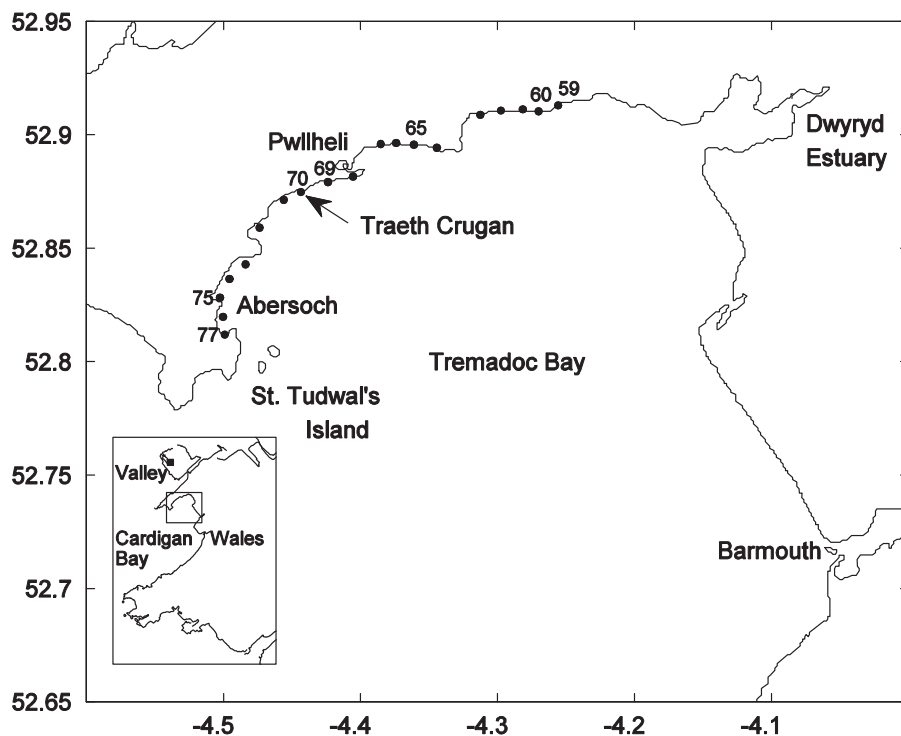 52.95
52.9
52.85
52.8
52.75
52.7
52.65
59
60
65
Pwllheli
69
70
Traeth Crugan
Dwyryd
Estuary
75
Abersoch
77
Tremadoc Bay
St. Tudwal's
Island
Valley
Cardigan
Bay
Wales
Barmouth
-4.5
-4.4
-4.3
-4.2
-4.1